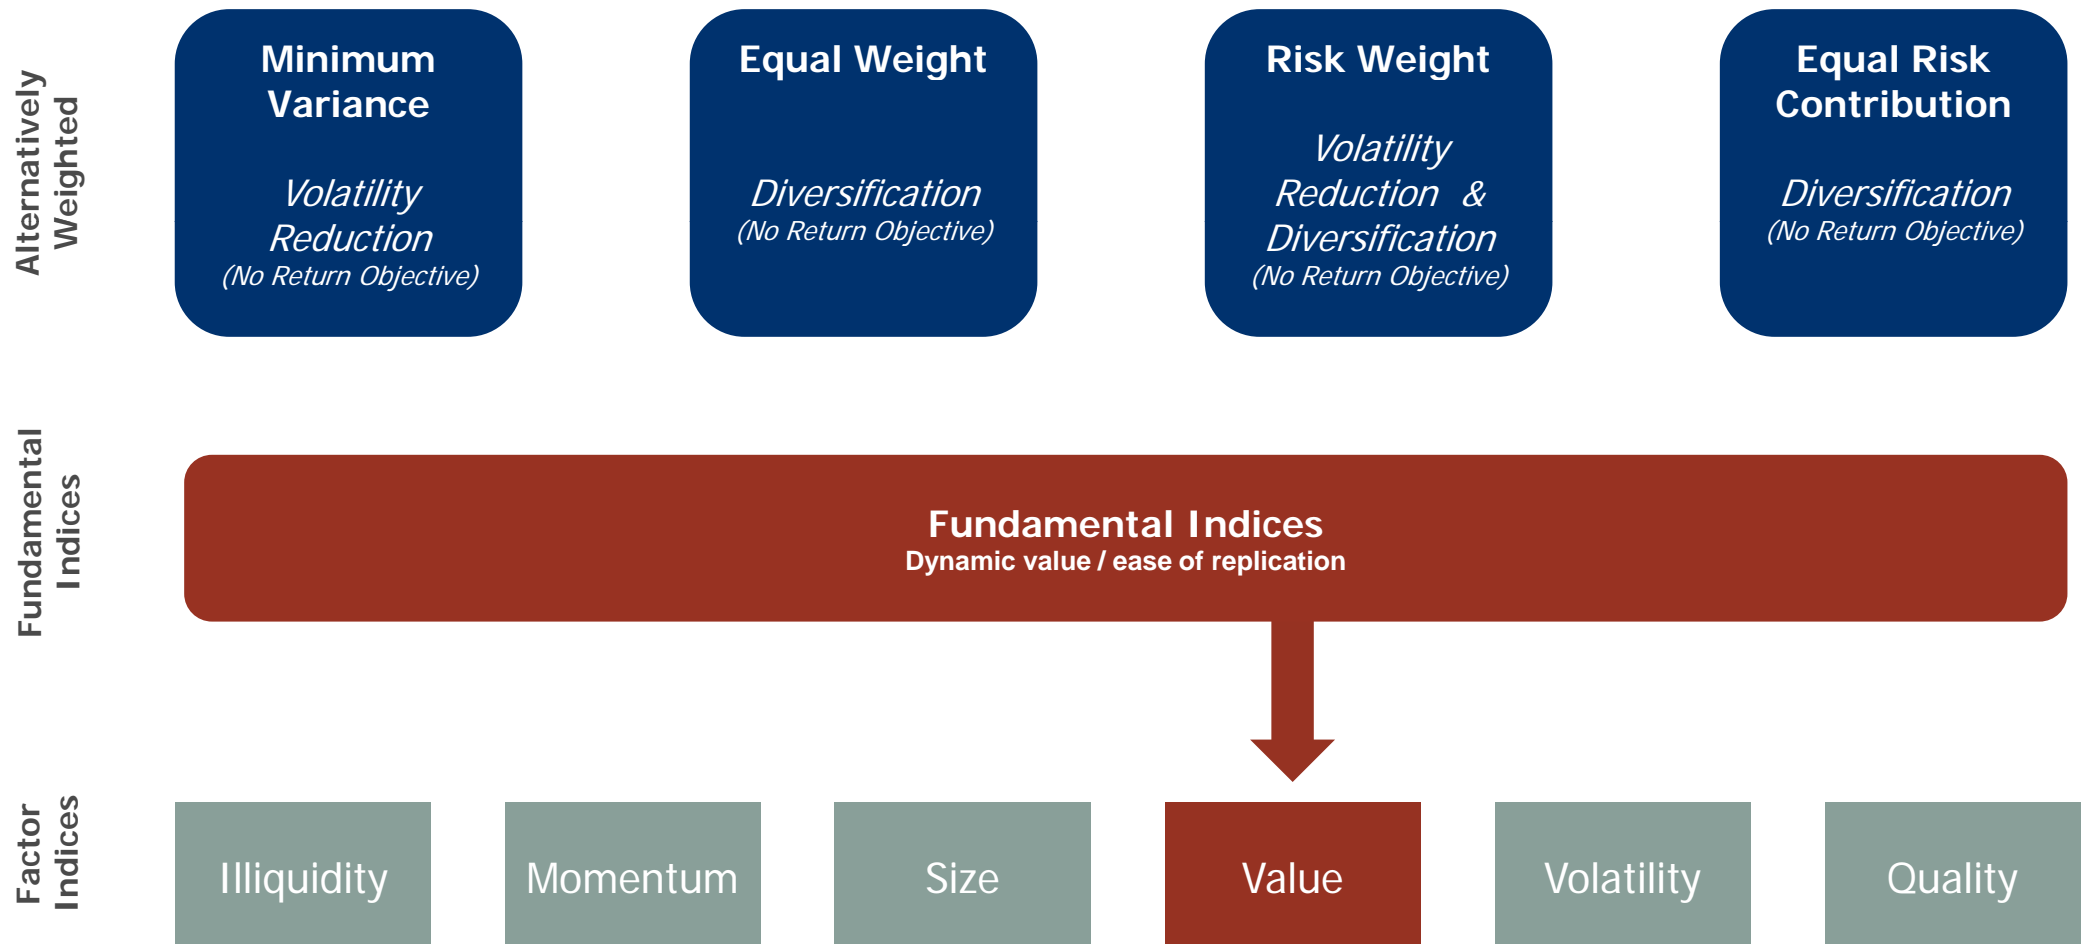 Alternatively
Weighted
Minimum
Variance
Volatility
Reduction
(No Return Objective)
Equal Weight
Diversification
(No Return Objective)
Risk Weight
Volatility
Reduction &
Diversification
(No Return Objective)
Equal Risk
Contribution
Diversification
(No Return Objective)
Fundamental
Indices
Fundamental Indices
Dynamic value / ease of replication
Factor
Indices
Illiquidity
Momentum
Size
Value
Volatility
Quality